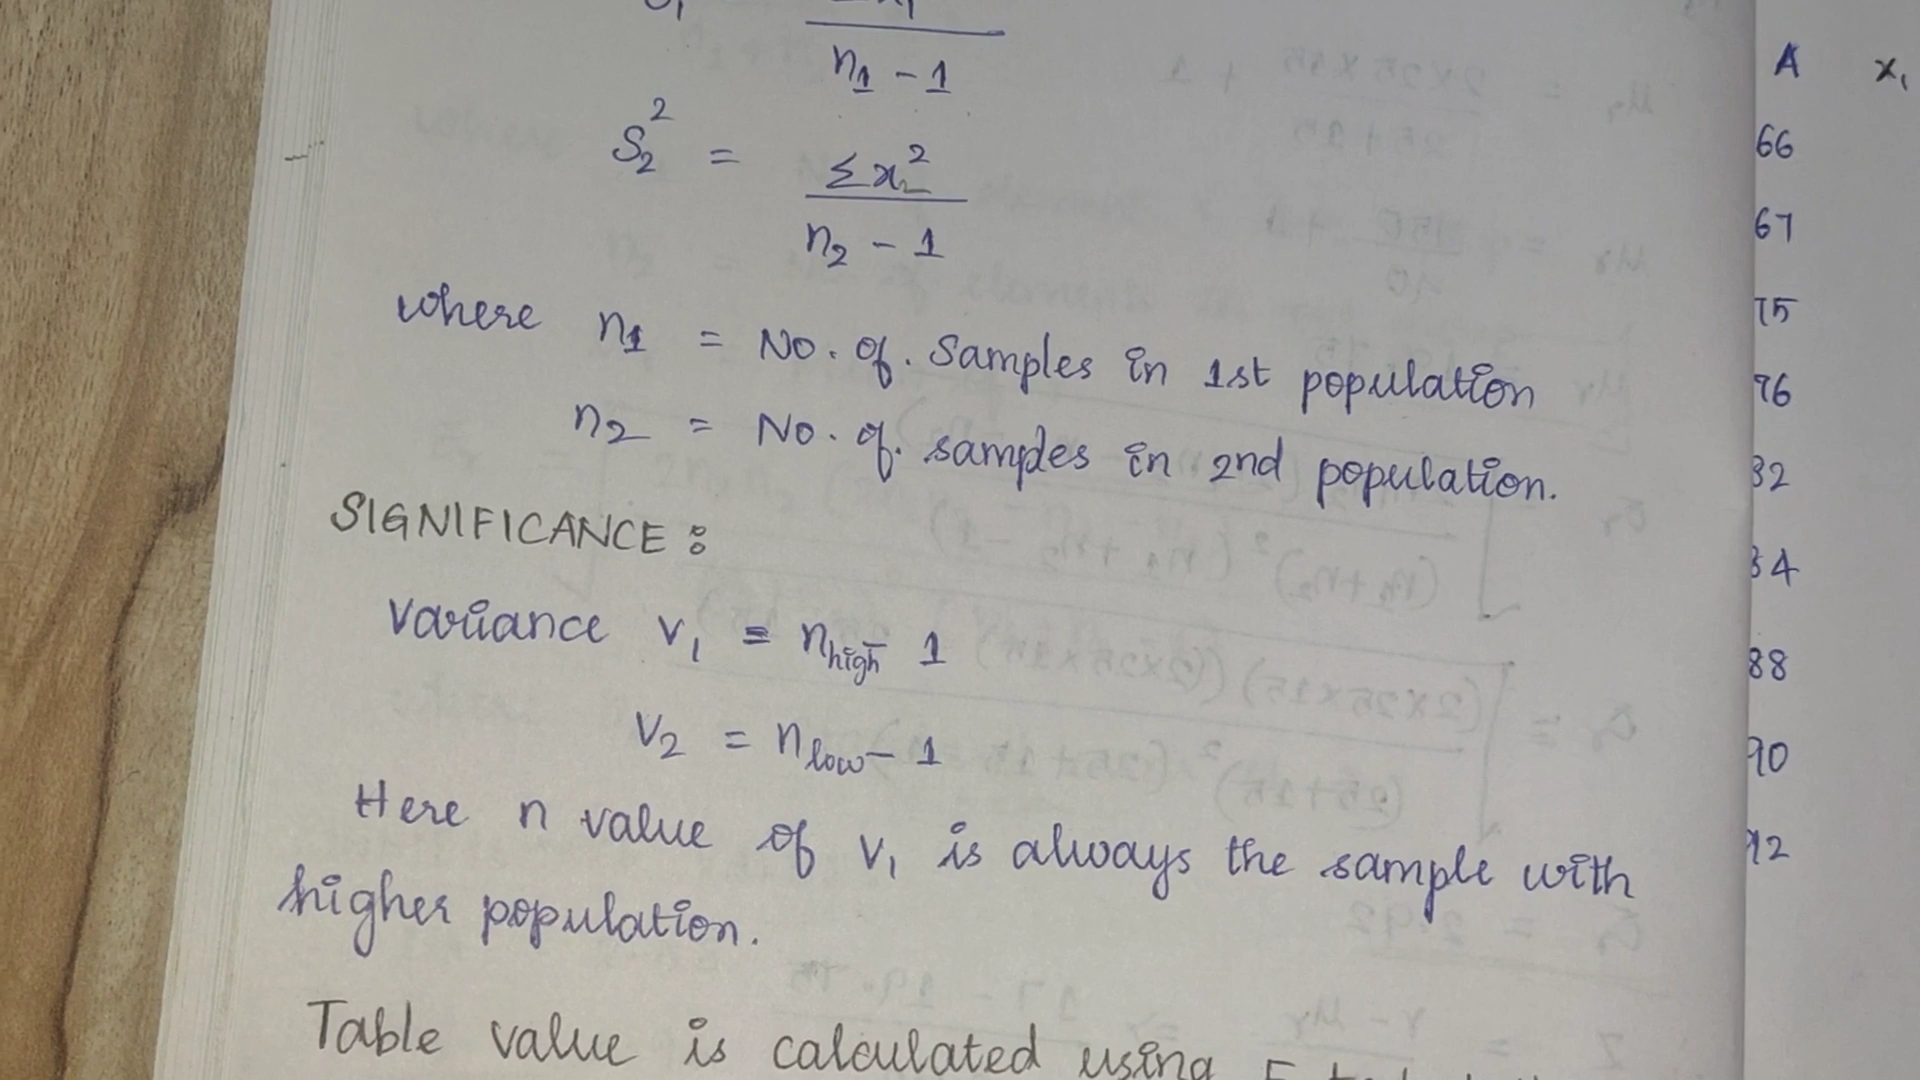 n1 - 1
S2² = Σx2²
n2 - 1
where n1 = No. of. Samples in 1st population
n2 = No. of. samples in 2nd population.
SIGNIFICANCE :
Variance v1 = n high - 1
V2 = n low - 1
Here n value of v1 is always the sample with
higher population.
Table value is calculated using F
A x1
66
67
75
76
82
84
88
90
92